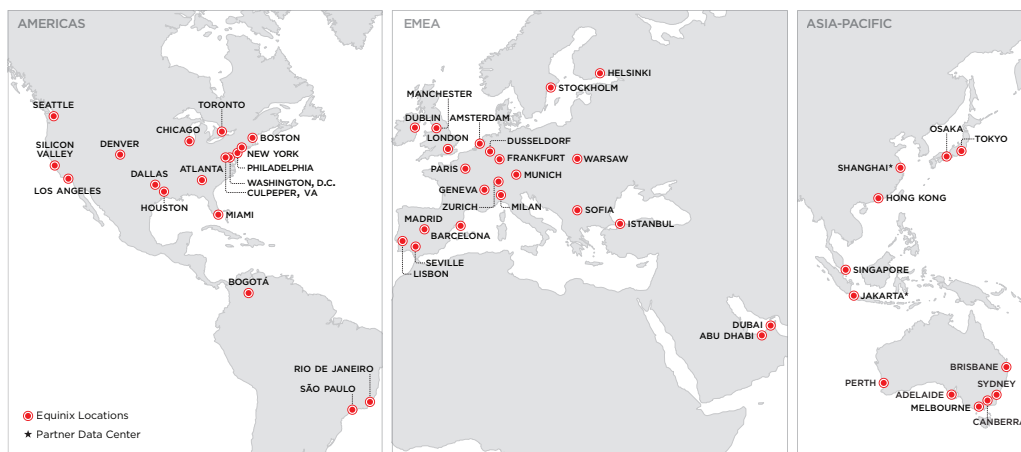 AMERICAS
SEATTLE
TORONTO
CHICAGO
BOSTON
SILICON
VALLEY
DENVER
NEW YORK
PHILADELPHIA
ATLANTA
DALLAS
WASHINGTON, D.C.
CULPEPER, VA
LOS ANGELES
HOUSTON
MIAMI
BOGOTÁ
RIO DE JANEIRO
SÃO PAULO
Equinix Locations
★ Partner Data Center
EMEA
HELSINKI
STOCKHOLM
MANCHESTER
DUBLIN
AMSTERDAM
LONDON
DUSSELDORF
FRANKFURT
WARSAW
PARIS
MUNICH
GENEVA
ZURICH
MILAN
SOFIA
MADRID
ISTANBUL
BARCELONA
SEVILLE
LISBON
DUBAI
ABU DHABI
ASIA-PACIFIC
OSAKA
TOKYO
SHANGHAI★
HONG KONG
SINGAPORE
JAKARTA★
BRISBANE
PERTH
SYDNEY
ADELAIDE
MELBOURNE
CANBERRA